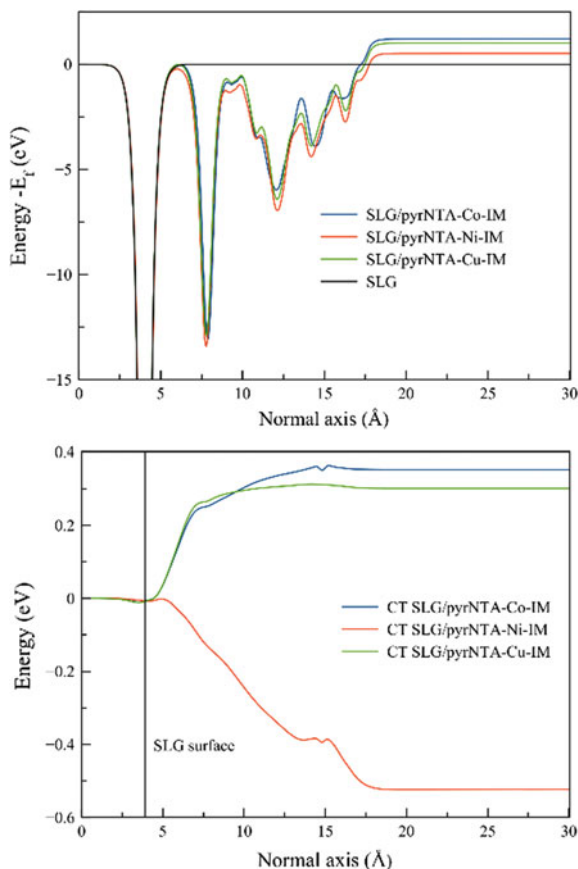 0
−5
−10
−15
Energy -E_f (eV)
SLG/pyrNTA-Co-IM
SLG/pyrNTA-Ni-IM
SLG/pyrNTA-Cu-IM
SLG
0 5 10 15 20 25 30
Normal axis (Å)
0.4
0.2
0
−0.2
−0.4
−0.6
Energy (eV)
CT SLG/pyrNTA-Co-IM
CT SLG/pyrNTA-Ni-IM
CT SLG/pyrNTA-Cu-IM
SLG surface
0 5 10 15 20 25 30
Normal axis (Å)